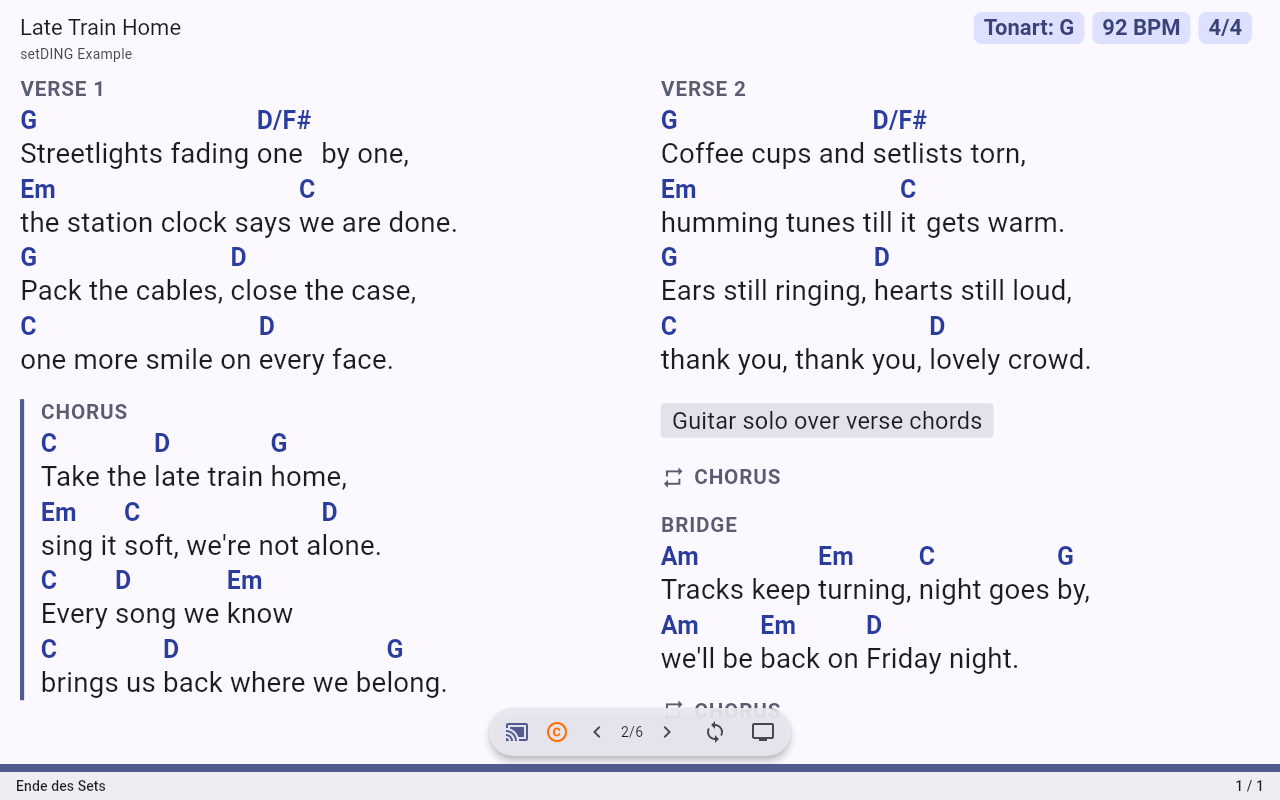 Late Train Home
setDING Example
Tonart: G 92 BPM 4/4
VERSE 1
G D/F#
Streetlights fading one by one,
Em C
the station clock says we are done.
G D
Pack the cables, close the case,
C D
one more smile on every face.
CHORUS
C D G
Take the late train home,
Em C D
sing it soft, we're not alone.
C D Em
Every song we know
C D G
brings us back where we belong.
VERSE 2
G D/F#
Coffee cups and setlists torn,
Em C
humming tunes till it gets warm.
G D
Ears still ringing, hearts still loud,
C D
thank you, thank you, lovely crowd.
Guitar solo over verse chords
CHORUS
BRIDGE
Am Em C G
Tracks keep turning, night goes by,
Am Em D
we'll be back on Friday night.
CHORUS
C
2/6
Ende des Sets
1 / 1